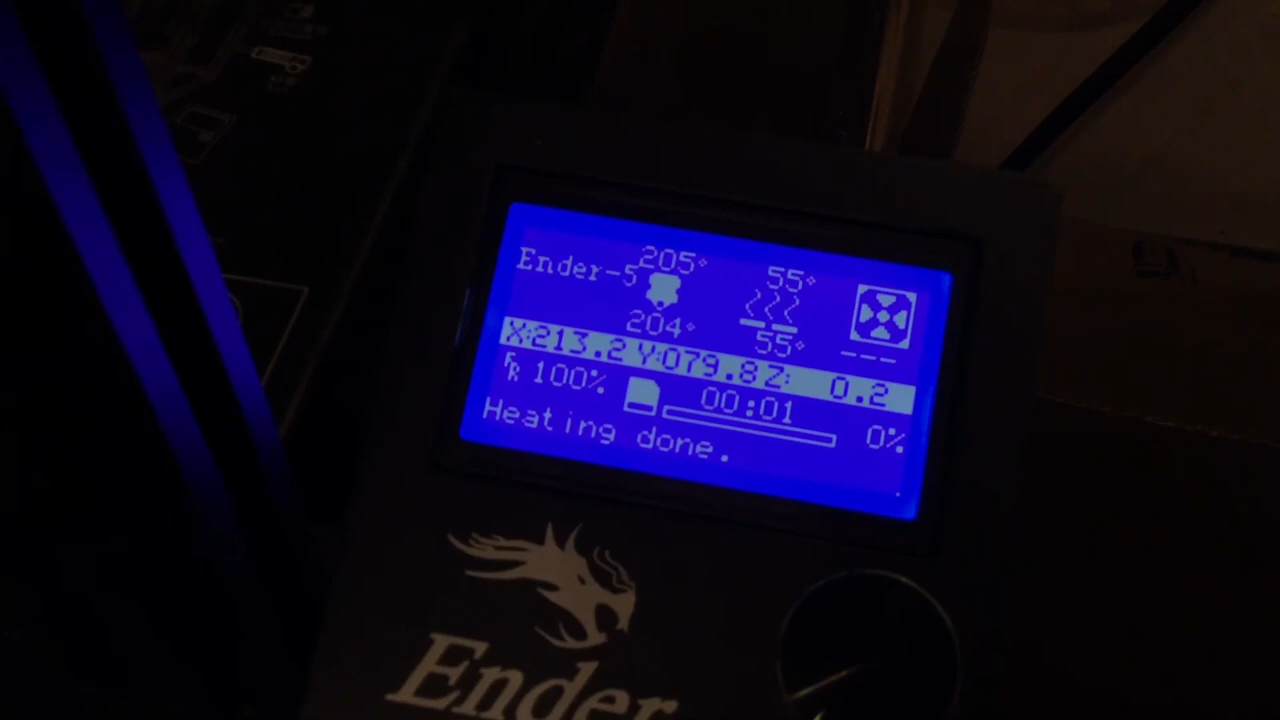 205°
Ender-5
55°
204°
55°
X:213.2 Y:079.8 Z: 0.2
FR 100%
00:01
0%
Heating done.
Ender